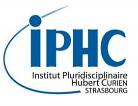 iPHC
Institut Pluridisciplinaire
Hubert CURIEN
STRASBOURG